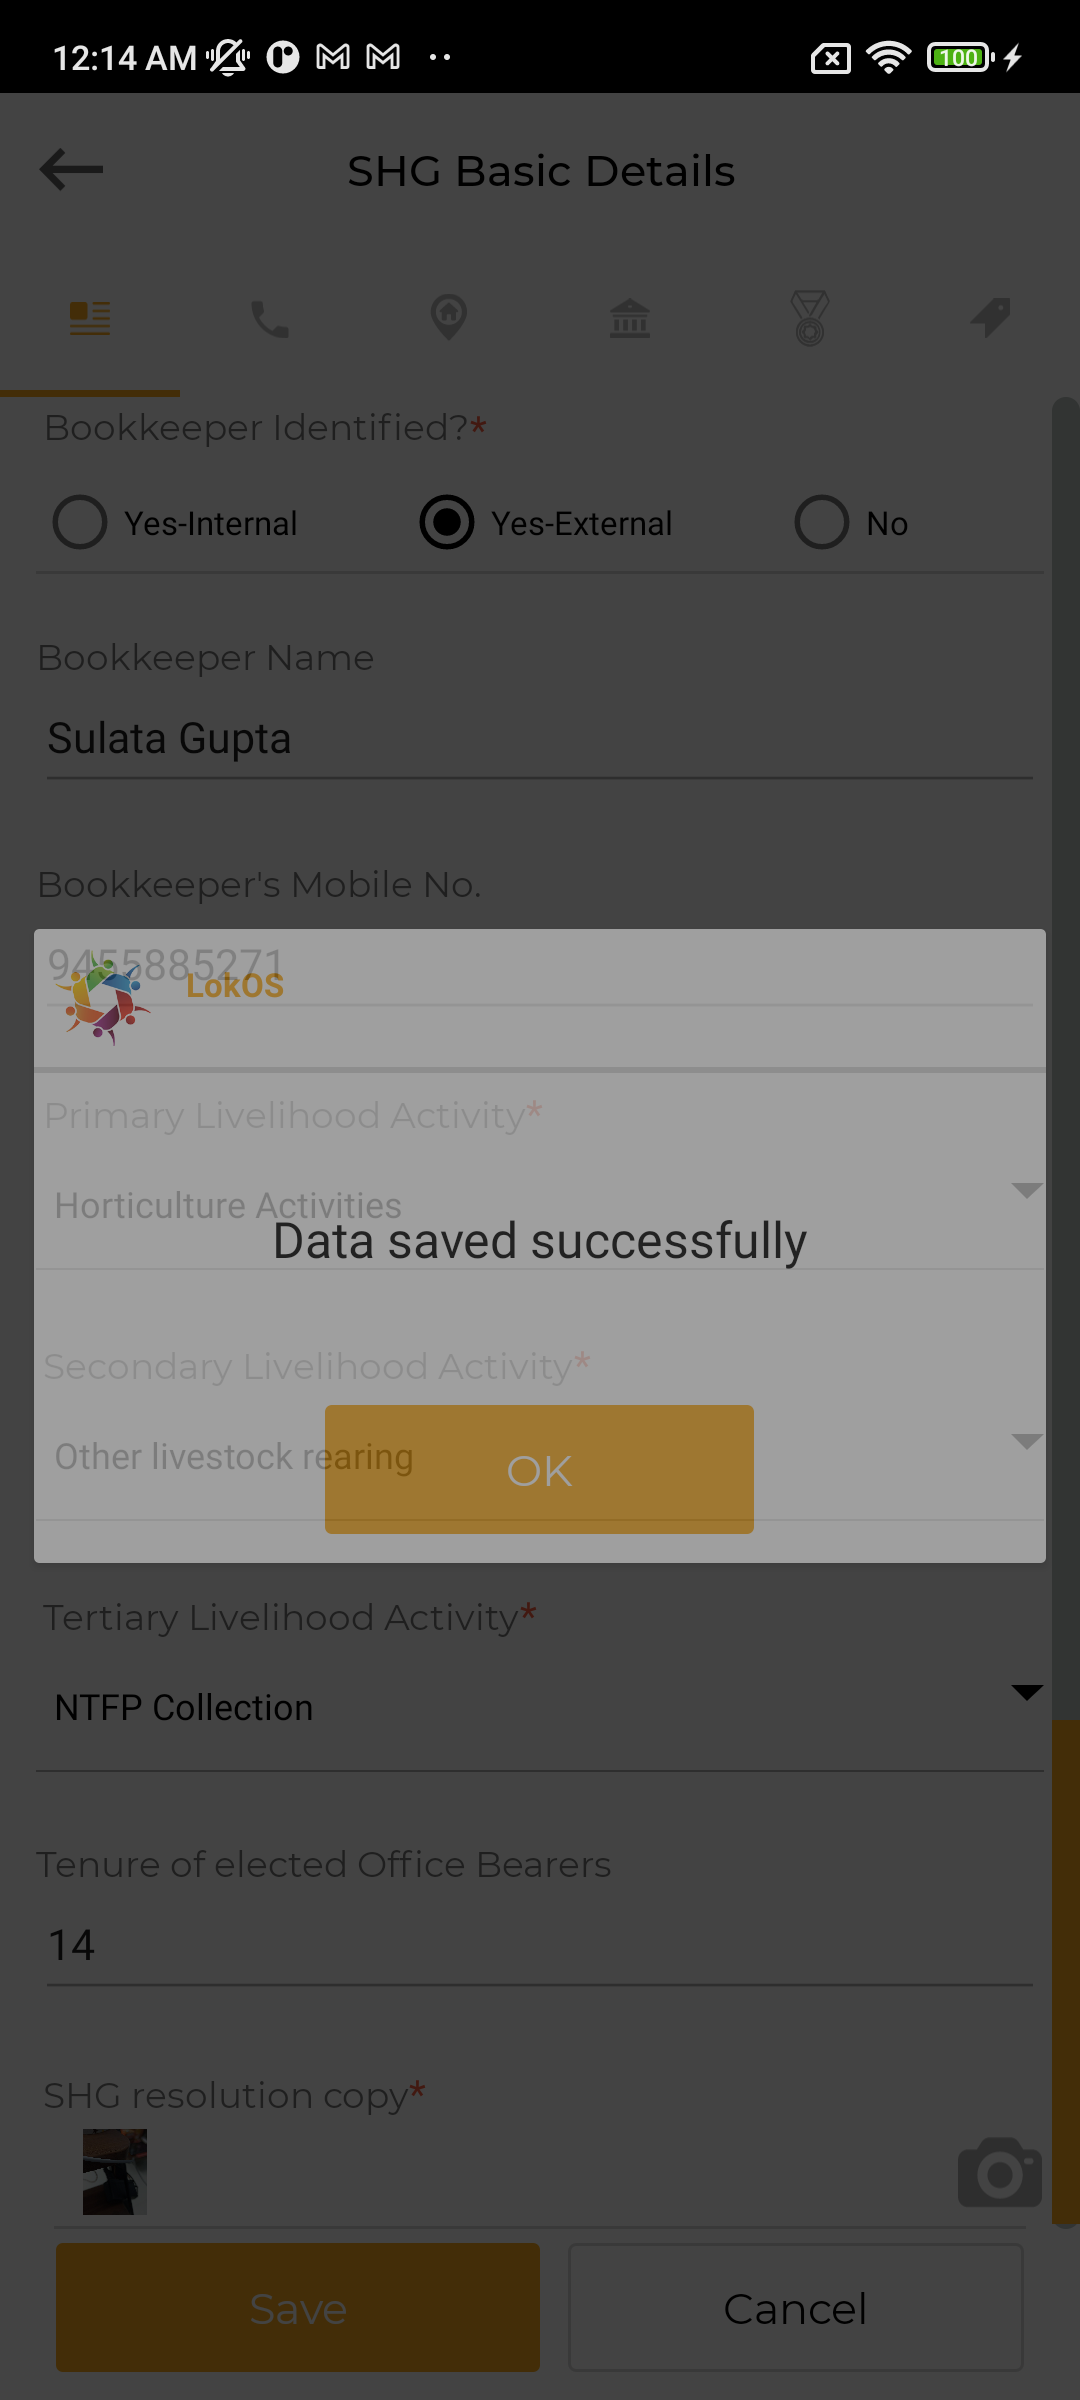 12:14 AM
100
SHG Basic Details
Bookkeeper Identified?*
Yes-Internal
Yes-External
No
Bookkeeper Name
Sulata Gupta
Bookkeeper's Mobile No.
9455885271
LokOS
Primary Livelihood Activity*
Horticulture Activities
Data saved successfully
Secondary Livelihood Activity*
Other livestock rearing
OK
Tertiary Livelihood Activity*
NTFP Collection
Tenure of elected Office Bearers
14
SHG resolution copy*
Save
Cancel